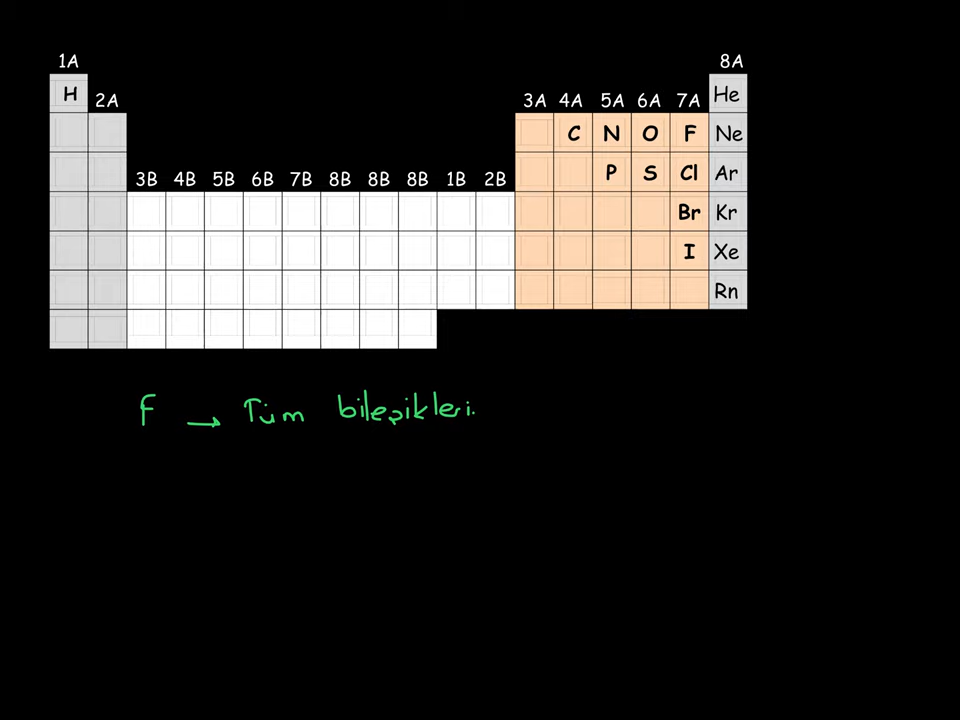 1A 8A
H 2A 3A 4A 5A 6A 7A He
C N O F Ne
3B 4B 5B 6B 7B 8B 8B 8B 1B 2B P S Cl Ar
Br Kr
I Xe
Rn
F → Tüm bileşikleri.